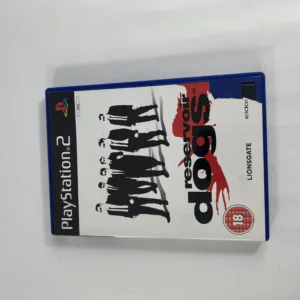 PlayStation 2
reservoir
dogs
eidos
LIONSGATE
18